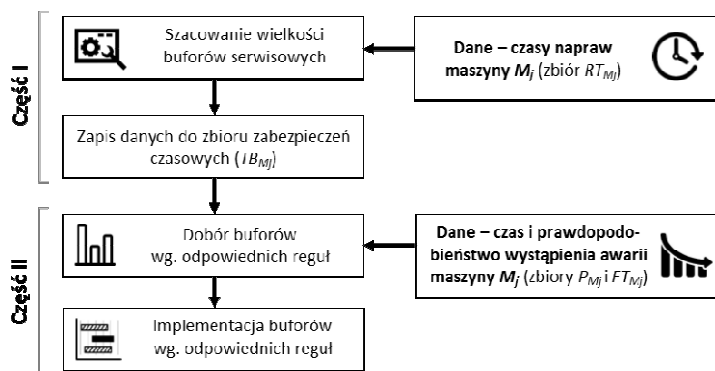 Część I
Szacowanie wielkości
buforów serwisowych
Dane – czasy napraw
maszyny Mj (zbiór RTMj)
Zapis danych do zbioru zabezpieczeń
czasowych (TBMj)
Część II
Dobór buforów
wg. odpowiednich reguł
Dane – czas i prawdopodo-
bieństwo wystąpienia awarii
maszyny Mj (zbiory PMj i FTMj)
Implementacja buforów
wg. odpowiednich reguł